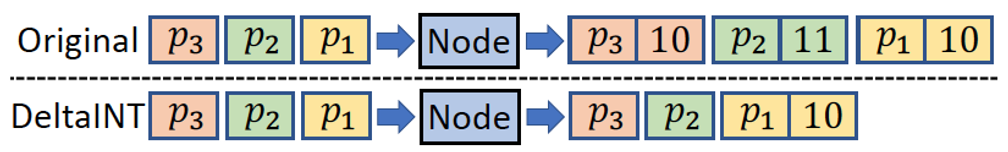 Original p₃ p₂ p₁ Node p₃ 10 p₂ 11 p₁ 10
DeltaINT p₃ p₂ p₁ Node p₃ p₂ p₁ 10